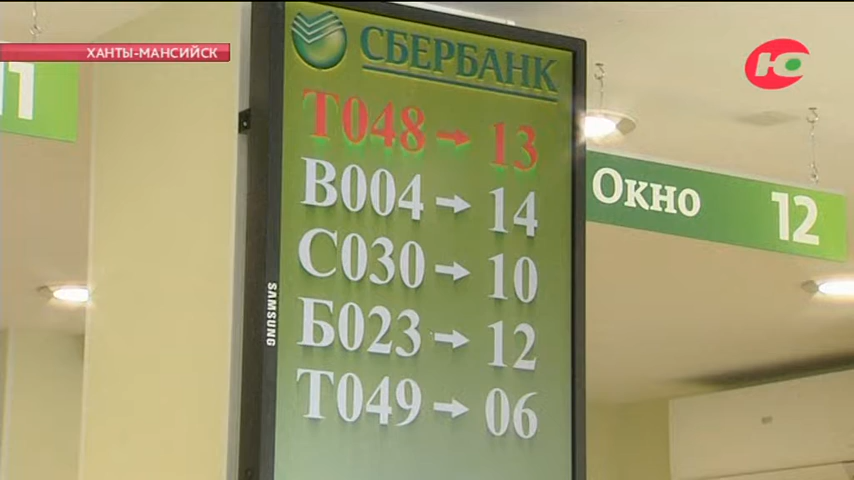 ХАНТЫ-МАНСИЙСК
Ю
11
СБЕРБАНК
Т048 → 13
В004 → 14
С030 → 10
Б023 → 12
Т049 → 06
SAMSUNG
Окно 12